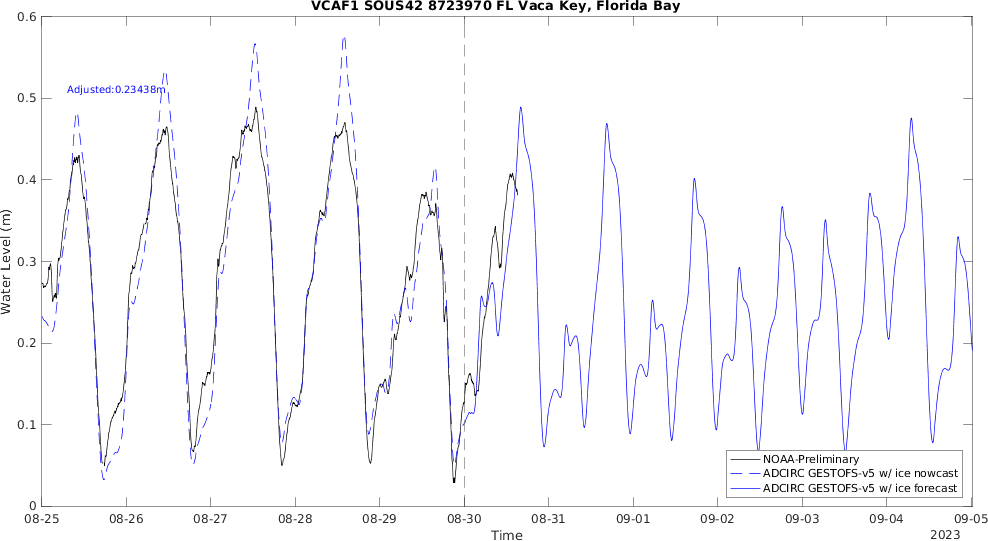 VCAF1 SOUS42 8723970 FL Vaca Key, Florida Bay
Water Level (m)
0.6
0.5
0.4
0.3
0.2
0.1
0
Adjusted:0.23438m
NOAA-Preliminary
ADCIRC GESTOFS-v5 w/ ice nowcast
ADCIRC GESTOFS-v5 w/ ice forecast
08-25 08-26 08-27 08-28 08-29 08-30 08-31 09-01 09-02 09-03 09-04 09-05
Time
2023